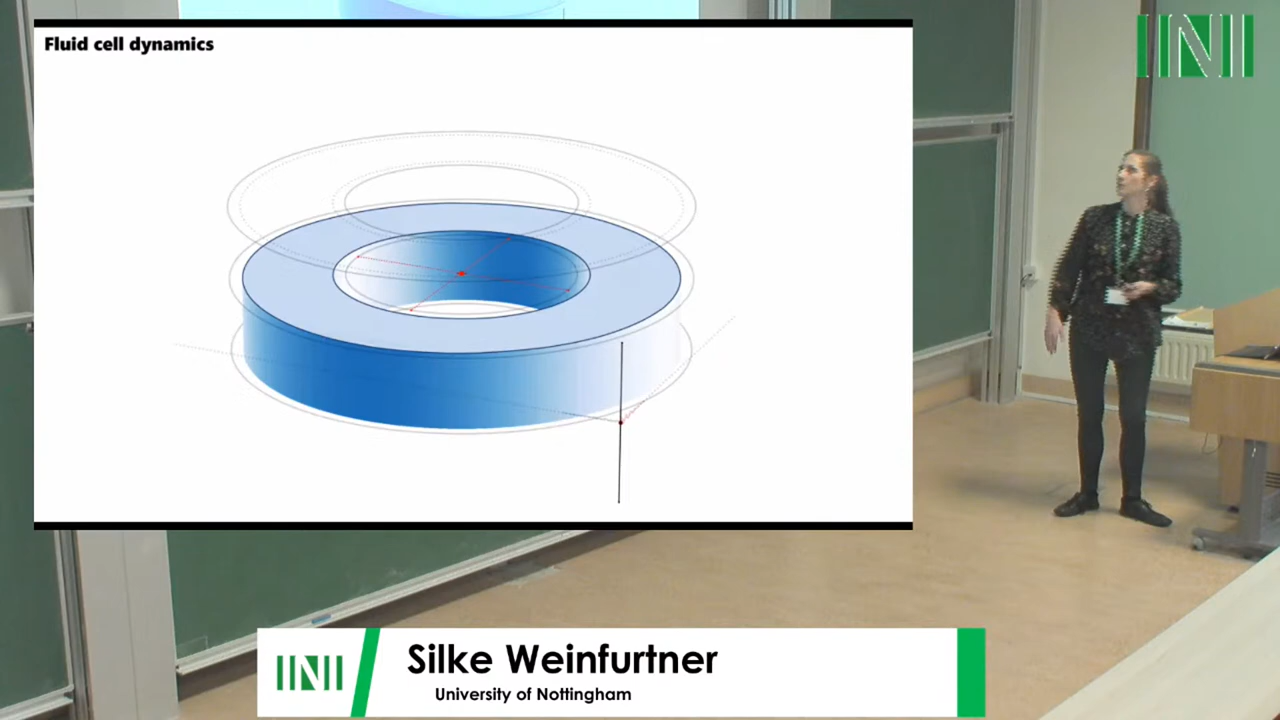 Fluid cell dynamics
INI
INI
Silke Weinfurtner
University of Nottingham